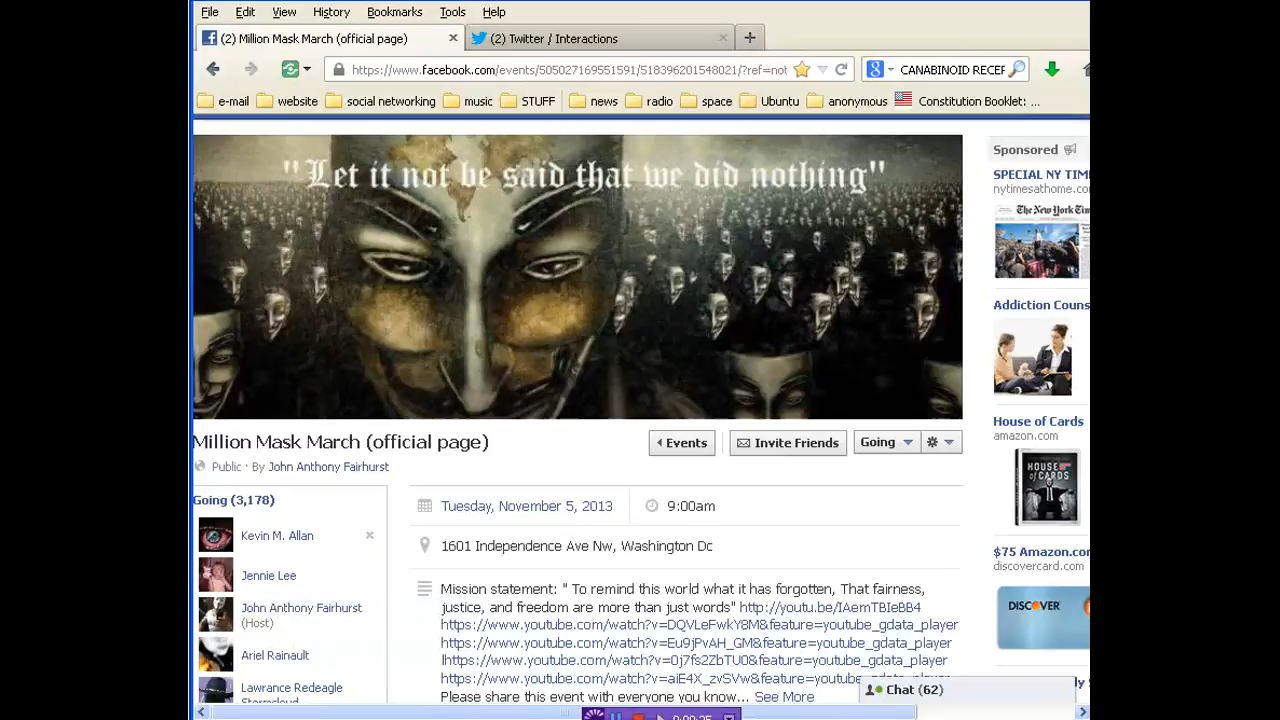 File Edit View History Bookmarks Tools Help
(2) Million Mask March (official page)
(2) Twitter / Interactions
https://www.facebook.com/events/505027169551591/518396201548021/?ref=not
CANABINOID RECEP
e-mail website social networking music STUFF news radio space Ubuntu anonymous Constitution Booklet: ...
"Let it not be said that we did nothing"
Sponsored
SPECIAL NY TIM
nytimesathome.co
The New York Tim
Addiction Couns
House of Cards
amazon.com
HOUSE
of CARDS
$75 Amazon.co
discovercard.com
DISCOVER
Million Mask March (official page)
Events
Invite Friends
Going
Public · By John Anthony Fairhurst
Going (3,178)
Kevin M. Allan
Jennie Lee
John Anthony Fairhurst
(Host)
Ariel Rainault
Lawrance Redeagle
Tuesday, November 5, 2013
9:00am
1601 Independence Ave Nw, Washington Dc
Mission statement: " To remind this world what it has forgotten, That fairness,
justice, and freedom are more than just words" http://youtu.be/IAemTBIeBB4
https://www.youtube.com/watch?v=DQVLeFwkY8M&feature=youtube_gdata_player
https://www.youtube.com/watch?v=Eu9jPvAH_GM&feature=youtube_gdata_player
lhttps://www.youtube.com/watch?v=0j7fs2ZbTU0&feature=youtube_gdata_player
https://www.youtube.com/watch?v=aiE4X_zvSVw&feature=youtube_gdata_player
Please share this event with everyone you know... See More
Chat (62)